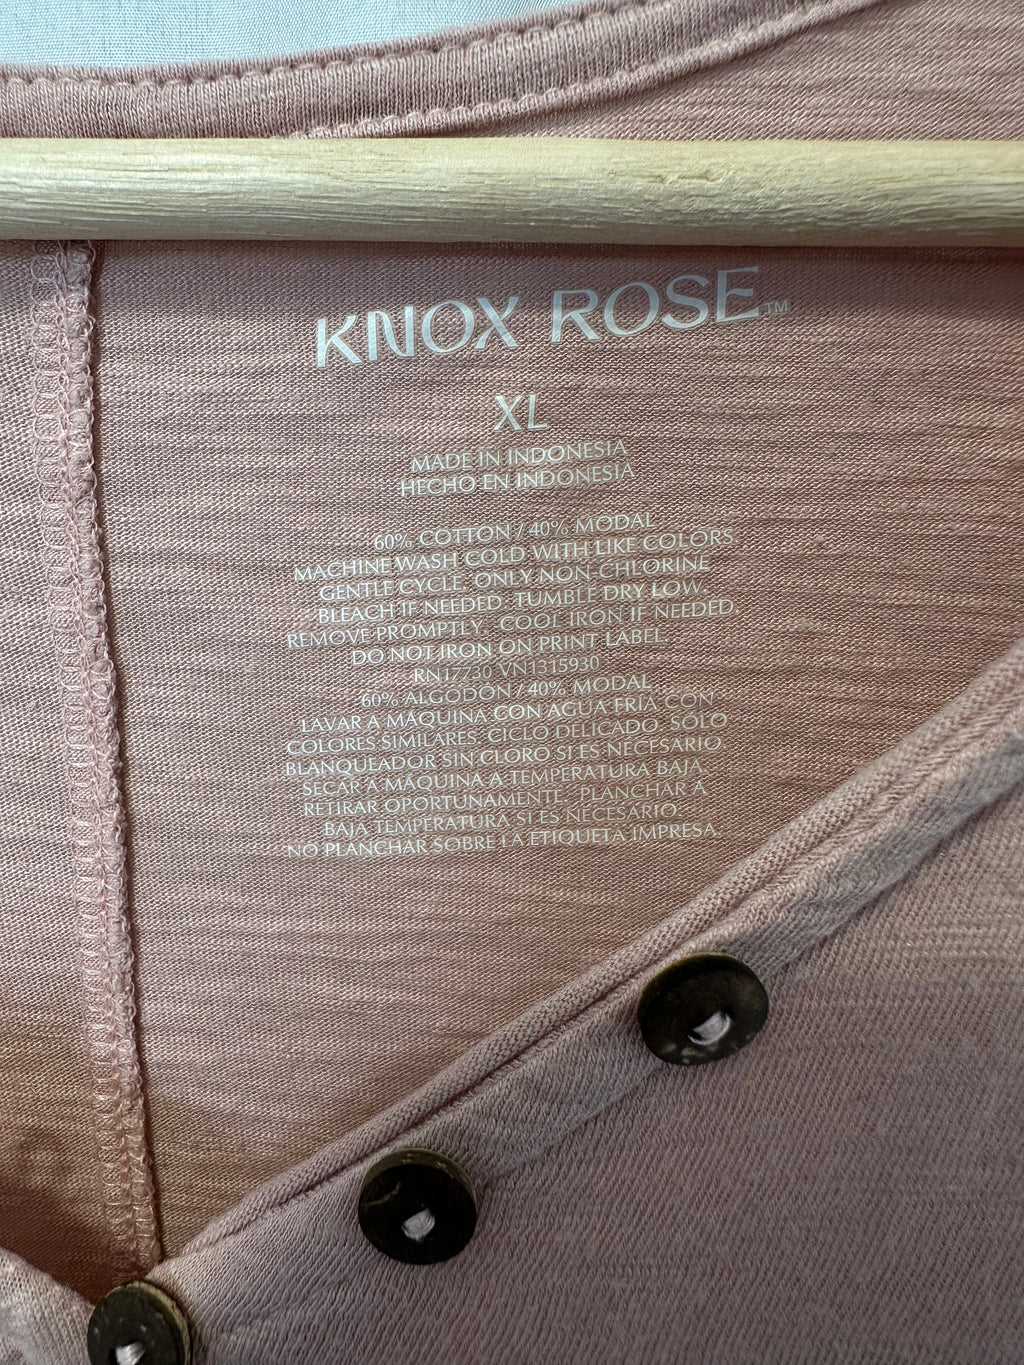 KNOX ROSE™
XL
MADE IN INDONESIA
HECHO EN INDONESIA
60% COTTON / 40% MODAL
MACHINE WASH COLD WITH LIKE COLORS
GENTLE CYCLE. ONLY NON-CHLORINE
BLEACH IF NEEDED. TUMBLE DRY LOW.
REMOVE PROMPTLY. COOL IRON IF NEEDED.
DO NOT IRON ON PRINT LABEL
RN17730 VN1315930
60% ALGODÓN / 40% MODAL
LAVAR A MÁQUINA CON AGUA FRÍA CON
COLORES SIMILARES. CICLO DELICADO. SÓLO
BLANQUEADOR SIN CLORO SI ES NECESARIO.
SECAR A MÁQUINA A TEMPERATURA BAJA.
RETIRAR OPORTUNAMENTE. PLANCHAR A
BAJA TEMPERATURA SI ES NECESARIO.
NO PLANCHAR SOBRE LA ETIQUETA IMPRESA.